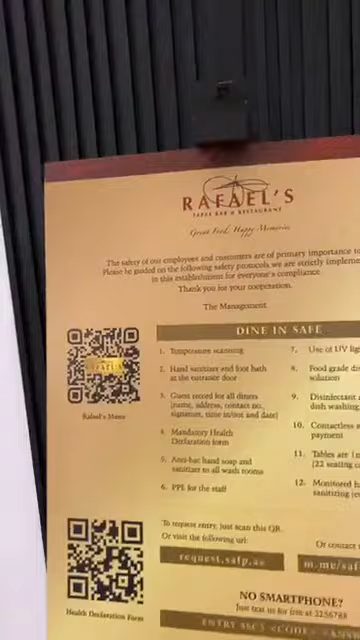 RAFAEL'S
TAPAS BAR & RESTAURANT
Great Food, Happy Memories
The safety of our employees and customers are of primary importance to
Please be guided on the following safety protocols we are strictly impleme
in this establishments for everyone's compliance.
Thank you for your cooperation.
The Management
DINE IN SAFE
1. Temperature scanning
2. Hand sanitizer and foot bath
at the entrance door
3. Guest record for all diners
(name, address, contact no.,
signature, time in/out and date)
4. Mandatory Health
Declaration form
5. Anti-bac hand soap and
sanitizer to all wash rooms
6. PPE for the staff
7. Use of UV lig
8. Food grade di
solution
9. Disinfectant
dish washing
10. Contactless
payment
11. Tables are 1m
(22 seating c
12. Monitored h
sanitizing
Rafael's Menu
To request entry, just scan this QR.
Or visit the following url:
request.safp.ae
Or contact
m.me/saf
Health Declaration Form
NO SMARTPHONE?
Just text us for free at 3256788
ENTRY SFCS <CODE>